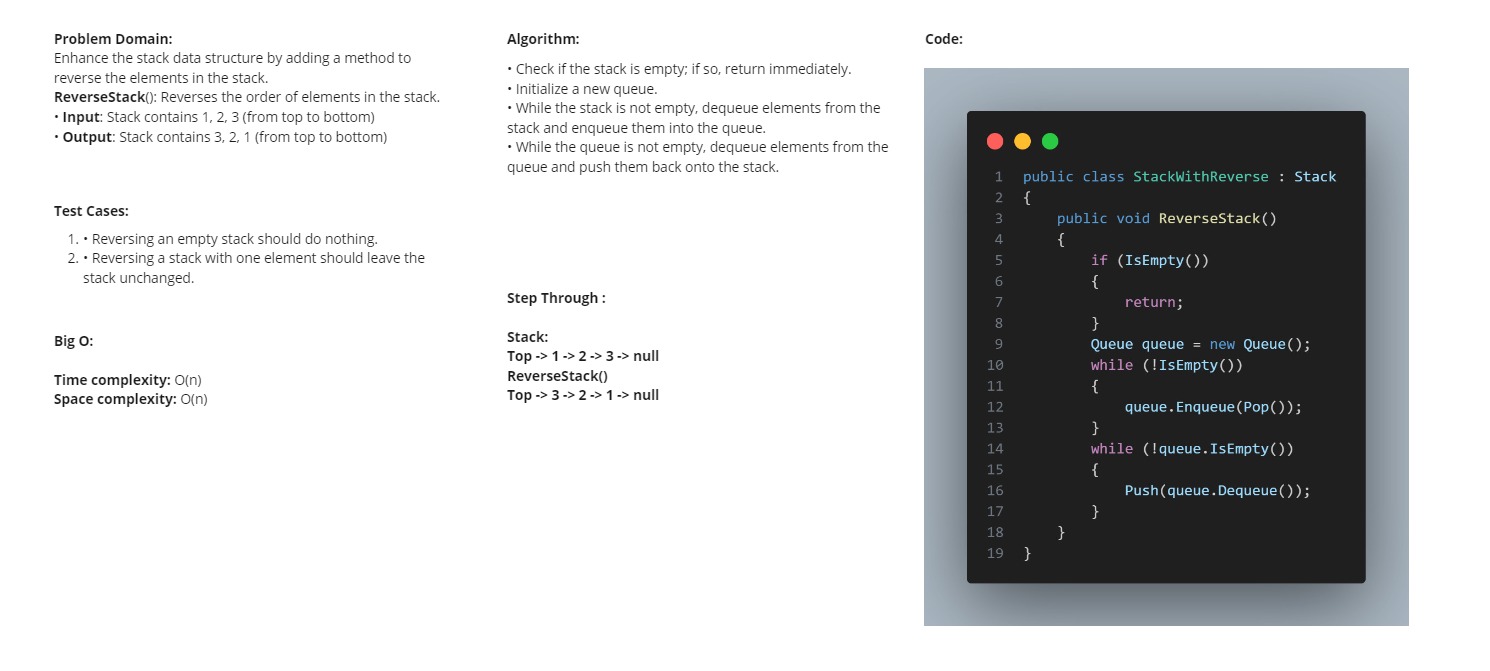 Problem Domain:
Enhance the stack data structure by adding a method to
reverse the elements in the stack.
ReverseStack(): Reverses the order of elements in the stack.
• Input: Stack contains 1, 2, 3 (from top to bottom)
• Output: Stack contains 3, 2, 1 (from top to bottom)
Test Cases:
1. • Reversing an empty stack should do nothing.
2. • Reversing a stack with one element should leave the
stack unchanged.
Big O:
Time complexity: O(n)
Space complexity: O(n)
Algorithm:
• Check if the stack is empty; if so, return immediately.
• Initialize a new queue.
• While the stack is not empty, dequeue elements from the
stack and enqueue them into the queue.
• While the queue is not empty, dequeue elements from the
queue and push them back onto the stack.
Step Through :
Stack:
Top -> 1 -> 2 -> 3 -> null
ReverseStack()
Top -> 3 -> 2 -> 1 -> null
Code:
1 public class StackWithReverse : Stack
2 {
3     public void ReverseStack()
4     {
5         if (IsEmpty())
6         {
7             return;
8         }
9         Queue queue = new Queue();
10         while (!IsEmpty())
11         {
12             queue.Enqueue(Pop());
13         }
14         while (!queue.IsEmpty())
15         {
16             Push(queue.Dequeue());
17         }
18     }
19 }